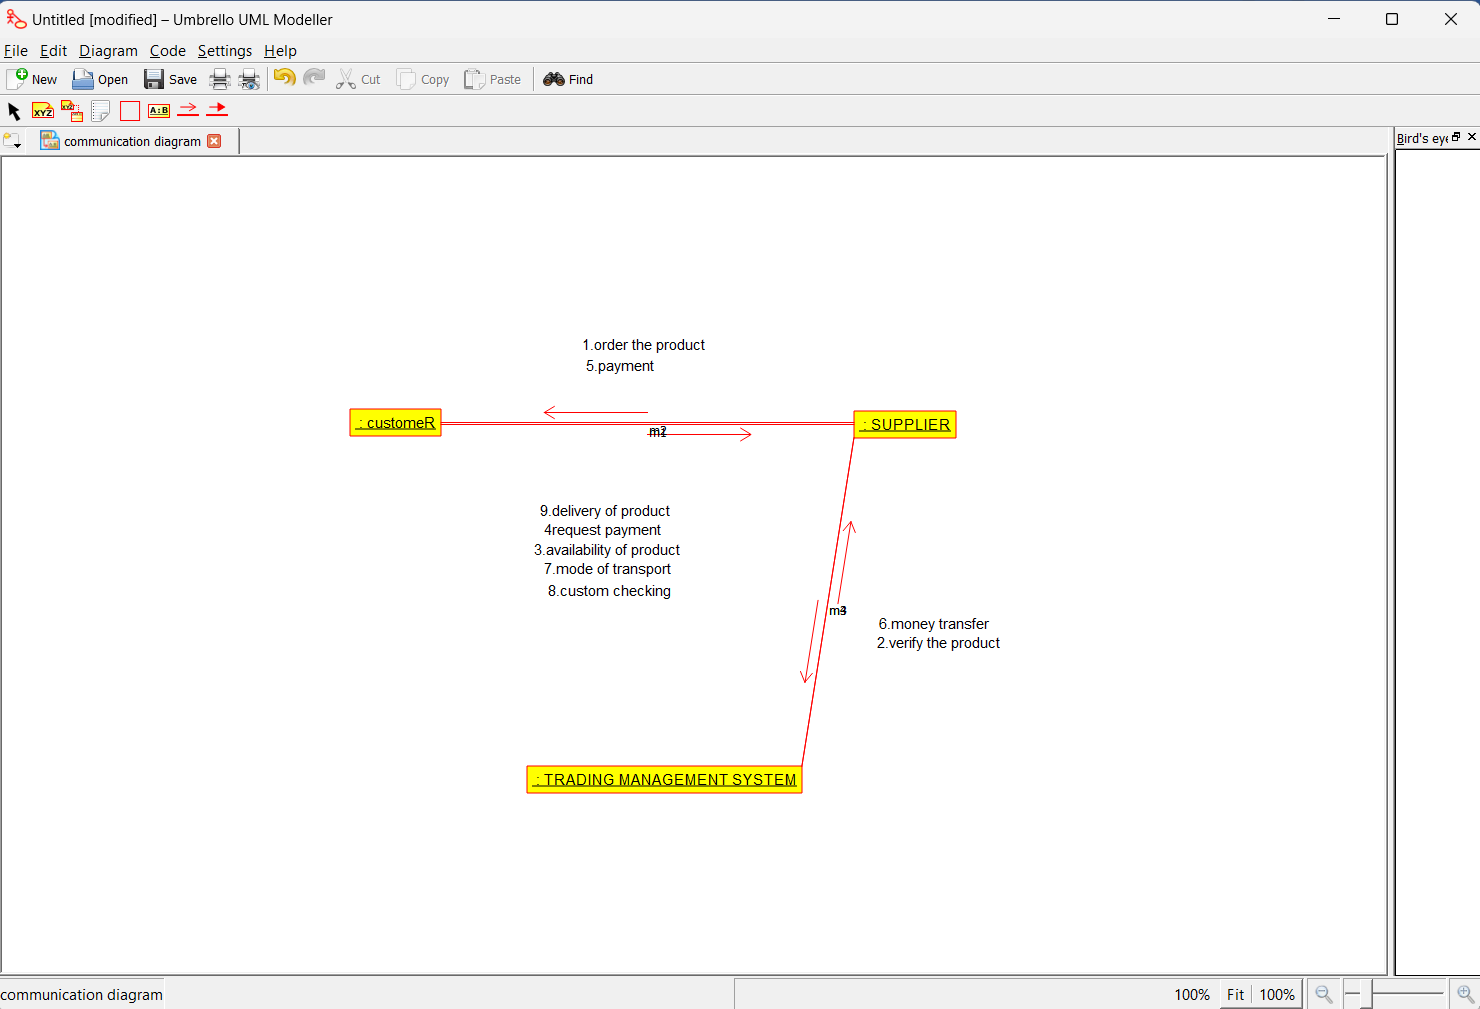 Untitled [modified] – Umbrello UML Modeller
File Edit Diagram Code Settings Help
New Open Save Cut Copy Paste Find
XYZ XYZ A:B
communication diagram
Bird's eye
1.order the product
5.payment
: customeR
: SUPPLIER
9.delivery of product
4request payment
3.availability of product
7.mode of transport
8.custom checking
6.money transfer
2.verify the product
: TRADING MANAGEMENT SYSTEM
communication diagram
100% Fit 100%